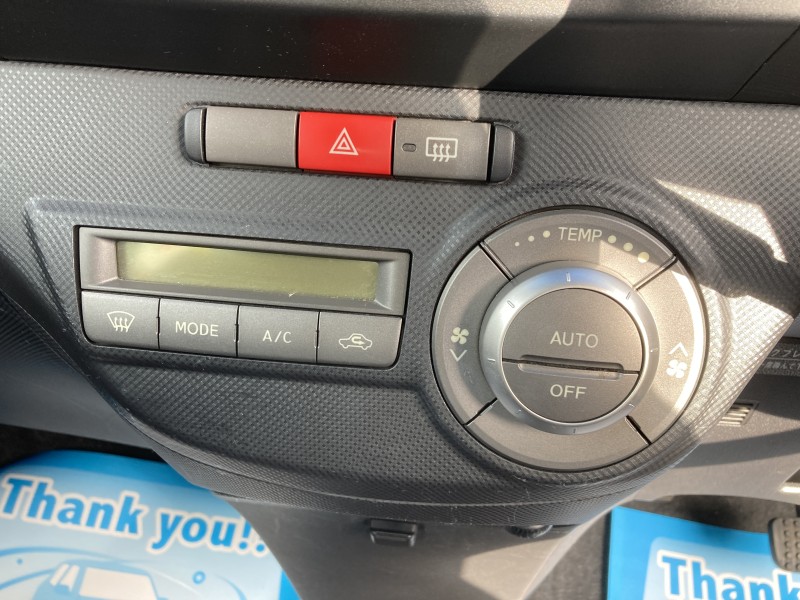 TEMP
MODE
A/C
AUTO
OFF
Thank you!!
Thank